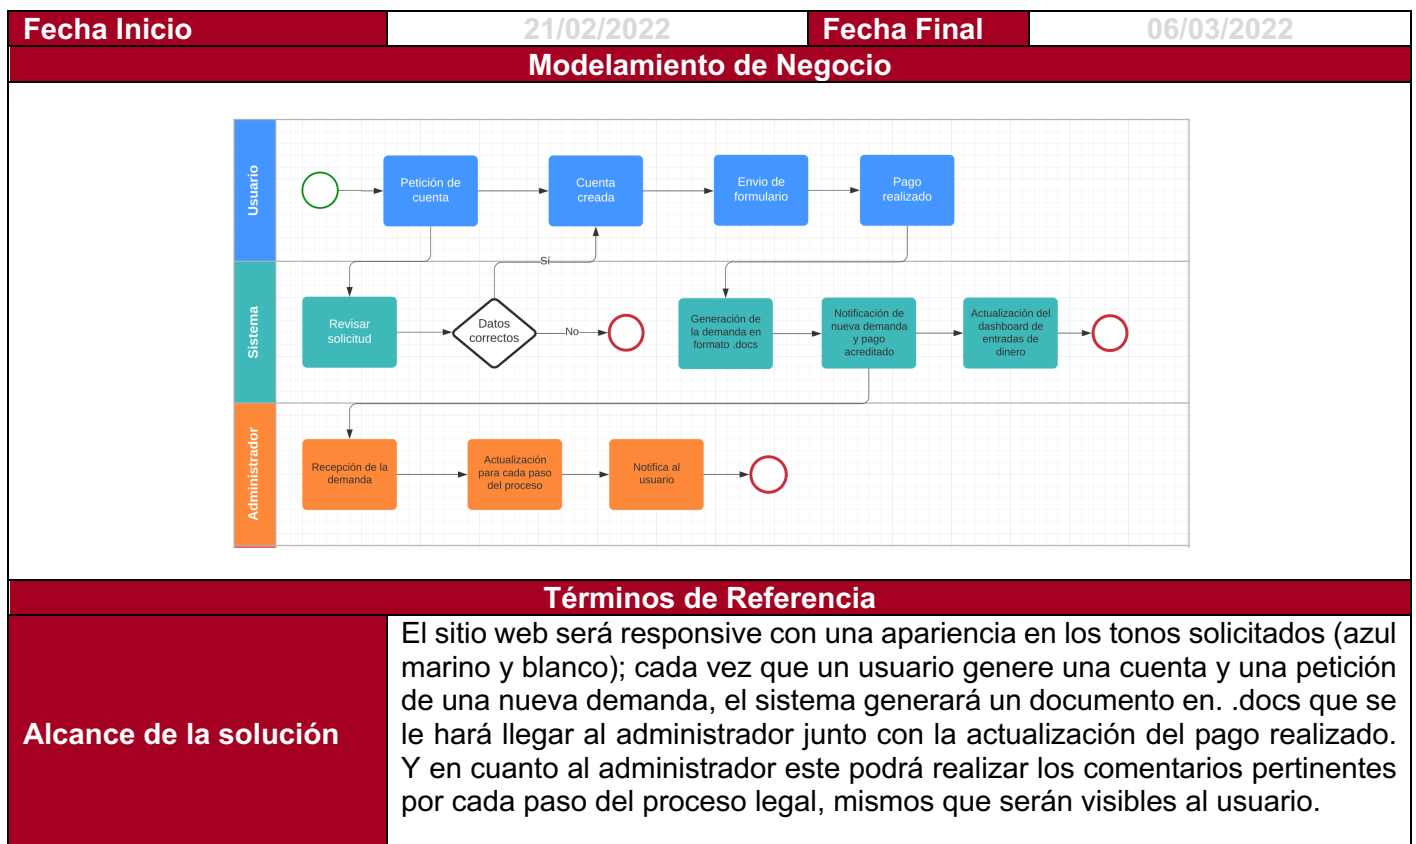 Fecha Inicio 21/02/2022 Fecha Final 06/03/2022
Modelamiento de Negocio
Usuario
Petición de
cuenta
Cuenta
creada
Envio de
formulario
Pago
realizado
Sistema
Revisar
solicitud
Datos
correctos
Sí
No
Generación de
la demanda en
formato .docs
Notificación de
nueva demanda
y pago
acreditado
Actualización del
dashboard de
entradas de
dinero
Administrador
Recepción de la
demanda
Actualización
para cada paso
del proceso
Notifica al
usuario
Términos de Referencia
Alcance de la solución
El sitio web será responsive con una apariencia en los tonos solicitados (azul
marino y blanco); cada vez que un usuario genere una cuenta y una petición
de una nueva demanda, el sistema generará un documento en. .docs que se
le hará llegar al administrador junto con la actualización del pago realizado.
Y en cuanto al administrador este podrá realizar los comentarios pertinentes
por cada paso del proceso legal, mismos que serán visibles al usuario.